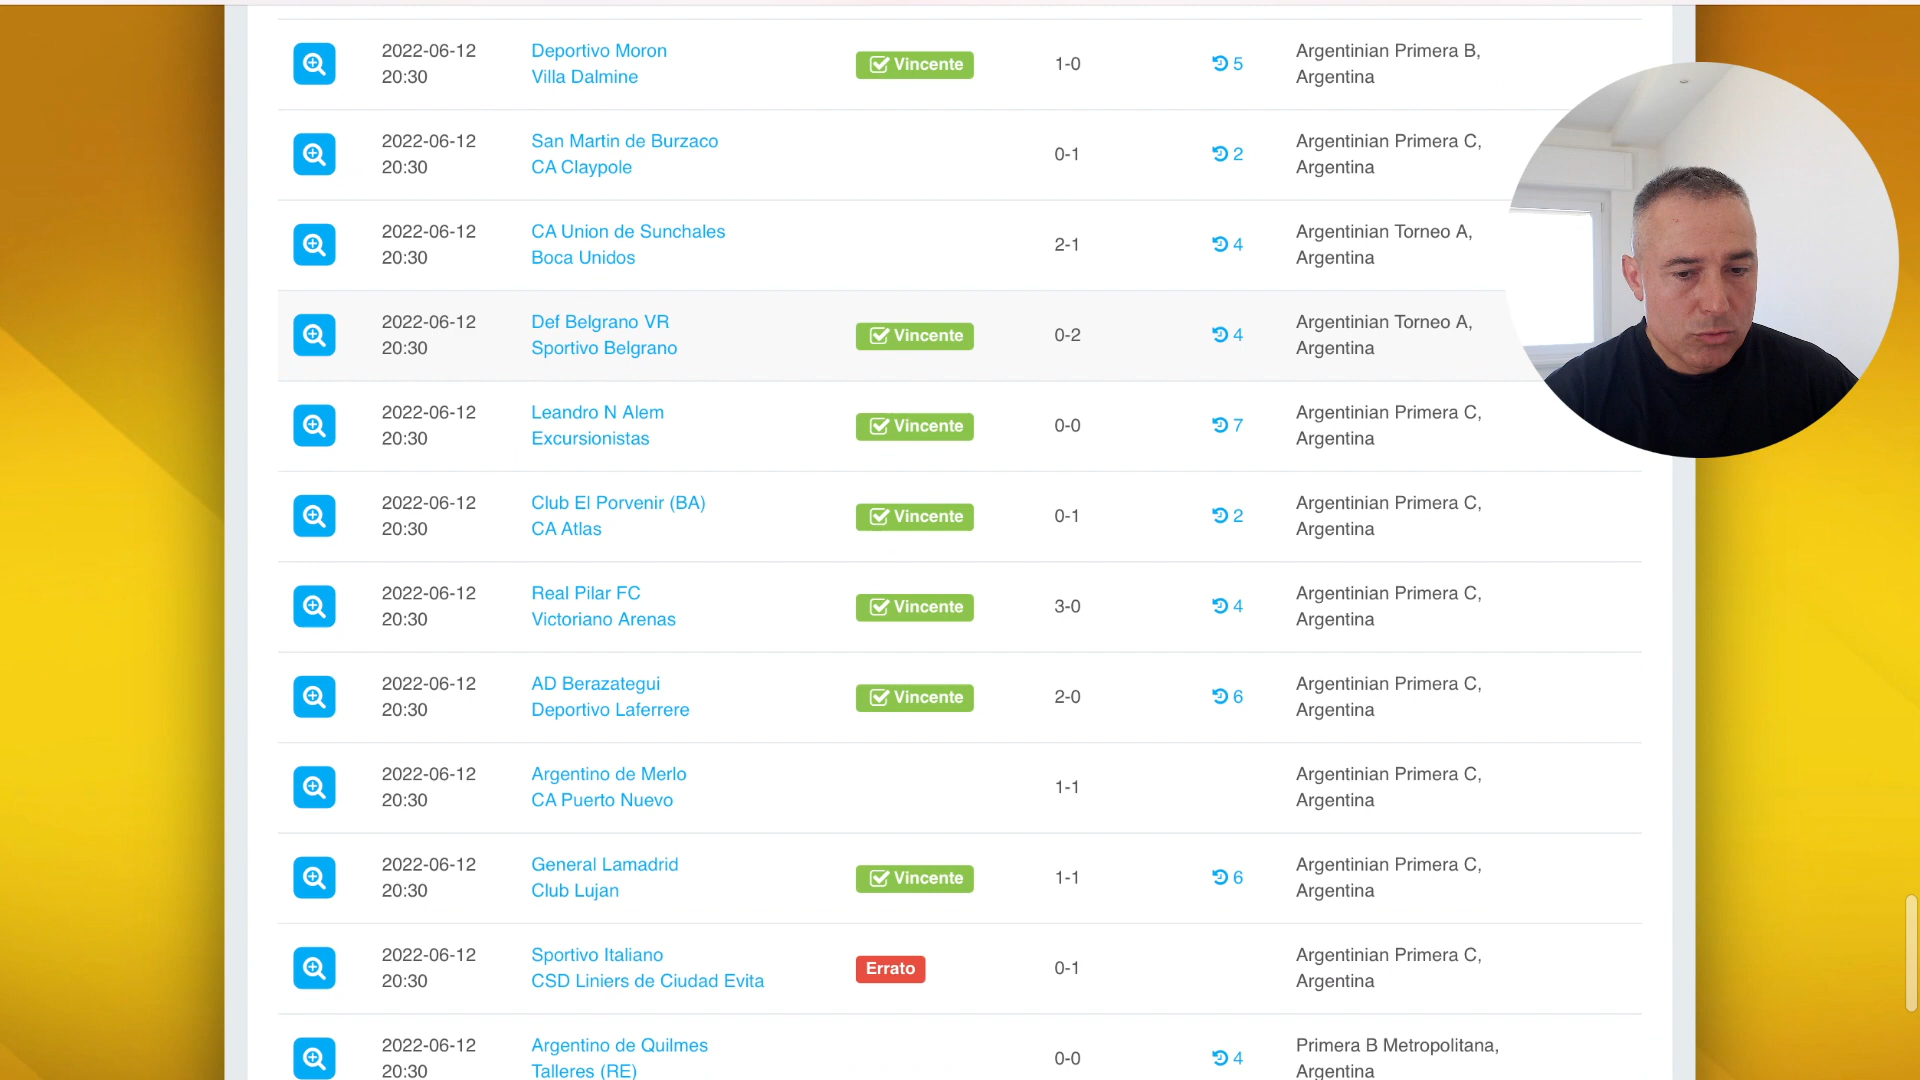 2022-06-12
20:30
Deportivo Moron
Villa Dalmine
Vincente
1-0
5
Argentinian Primera B,
Argentina
2022-06-12
20:30
San Martin de Burzaco
CA Claypole
0-1
2
Argentinian Primera C,
Argentina
2022-06-12
20:30
CA Union de Sunchales
Boca Unidos
2-1
4
Argentinian Torneo A,
Argentina
2022-06-12
20:30
Def Belgrano VR
Sportivo Belgrano
Vincente
0-2
4
Argentinian Torneo A,
Argentina
2022-06-12
20:30
Leandro N Alem
Excursionistas
Vincente
0-0
7
Argentinian Primera C,
Argentina
2022-06-12
20:30
Club El Porvenir (BA)
CA Atlas
Vincente
0-1
2
Argentinian Primera C,
Argentina
2022-06-12
20:30
Real Pilar FC
Victoriano Arenas
Vincente
3-0
4
Argentinian Primera C,
Argentina
2022-06-12
20:30
AD Berazategui
Deportivo Laferrere
Vincente
2-0
6
Argentinian Primera C,
Argentina
2022-06-12
20:30
Argentino de Merlo
CA Puerto Nuevo
1-1
Argentinian Primera C,
Argentina
2022-06-12
20:30
General Lamadrid
Club Lujan
Vincente
1-1
6
Argentinian Primera C,
Argentina
2022-06-12
20:30
Sportivo Italiano
CSD Liniers de Ciudad Evita
Errato
0-1
Argentinian Primera C,
Argentina
2022-06-12
20:30
Argentino de Quilmes
Talleres (RE)
0-0
4
Primera B Metropolitana,
Argentina